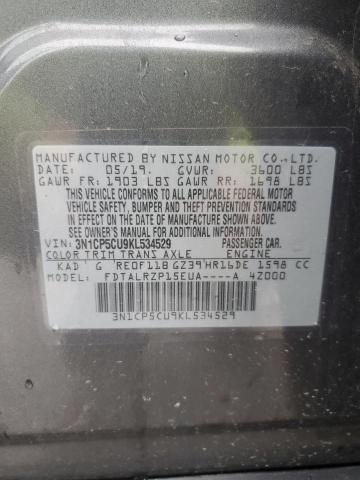 MANUFACTURED BY NISSAN MOTOR CO.,LTD.
DATE: 05/19. GVWR: 3600 LBS
GAWR FR: 1903 LBS GAWR RR: 1698 LBS
THIS VEHICLE CONFORMS TO ALL APPLICABLE FEDERAL MOTOR
VEHICLE SAFETY, BUMPER AND THEFT PREVENTION STANDARDS
IN EFFECT ON THE DATE OF MANUFACTURE SHOWN ABOVE.
SEE OWNER'S MANUAL FOR ADDITIONAL INFORMATION.
VIN: 3N1CP5CU9KL534529 PASSENGER CAR.
COLOR TRIM TRANS AXLE ENGINE
KAD G RE0F11B GZ39 HR16DE 1598 CC
MODEL: FDTALRZP15EUA----A 4Z000
3N1CP5CU9KL534529